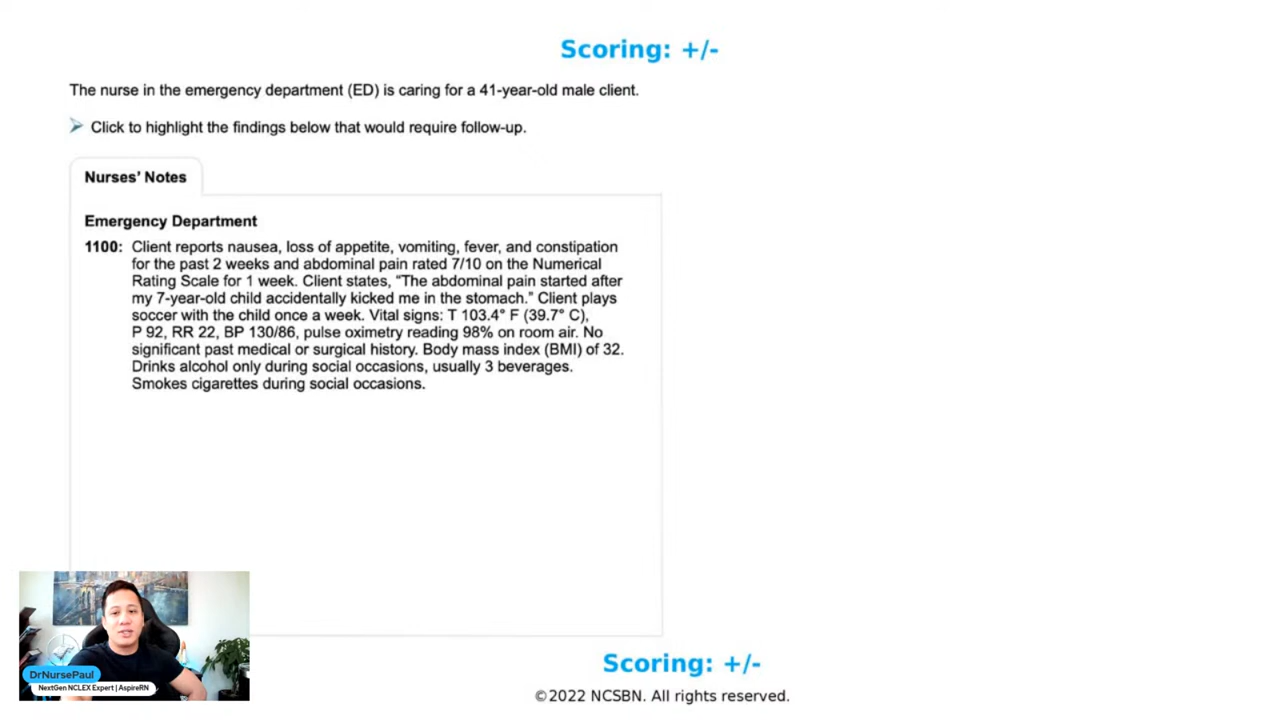 Scoring: +/-
The nurse in the emergency department (ED) is caring for a 41-year-old male client.
Click to highlight the findings below that would require follow-up.
Nurses' Notes
Emergency Department
1100: Client reports nausea, loss of appetite, vomiting, fever, and constipation
for the past 2 weeks and abdominal pain rated 7/10 on the Numerical
Rating Scale for 1 week. Client states, “The abdominal pain started after
my 7-year-old child accidentally kicked me in the stomach.” Client plays
soccer with the child once a week. Vital signs: T 103.4° F (39.7° C),
P 92, RR 22, BP 130/86, pulse oximetry reading 98% on room air. No
significant past medical or surgical history. Body mass index (BMI) of 32.
Drinks alcohol only during social occasions, usually 3 beverages.
Smokes cigarettes during social occasions.
DrNursePaul
NextGen NCLEX Expert | AspireRN
Scoring: +/-
©2022 NCSBN. All rights reserved.